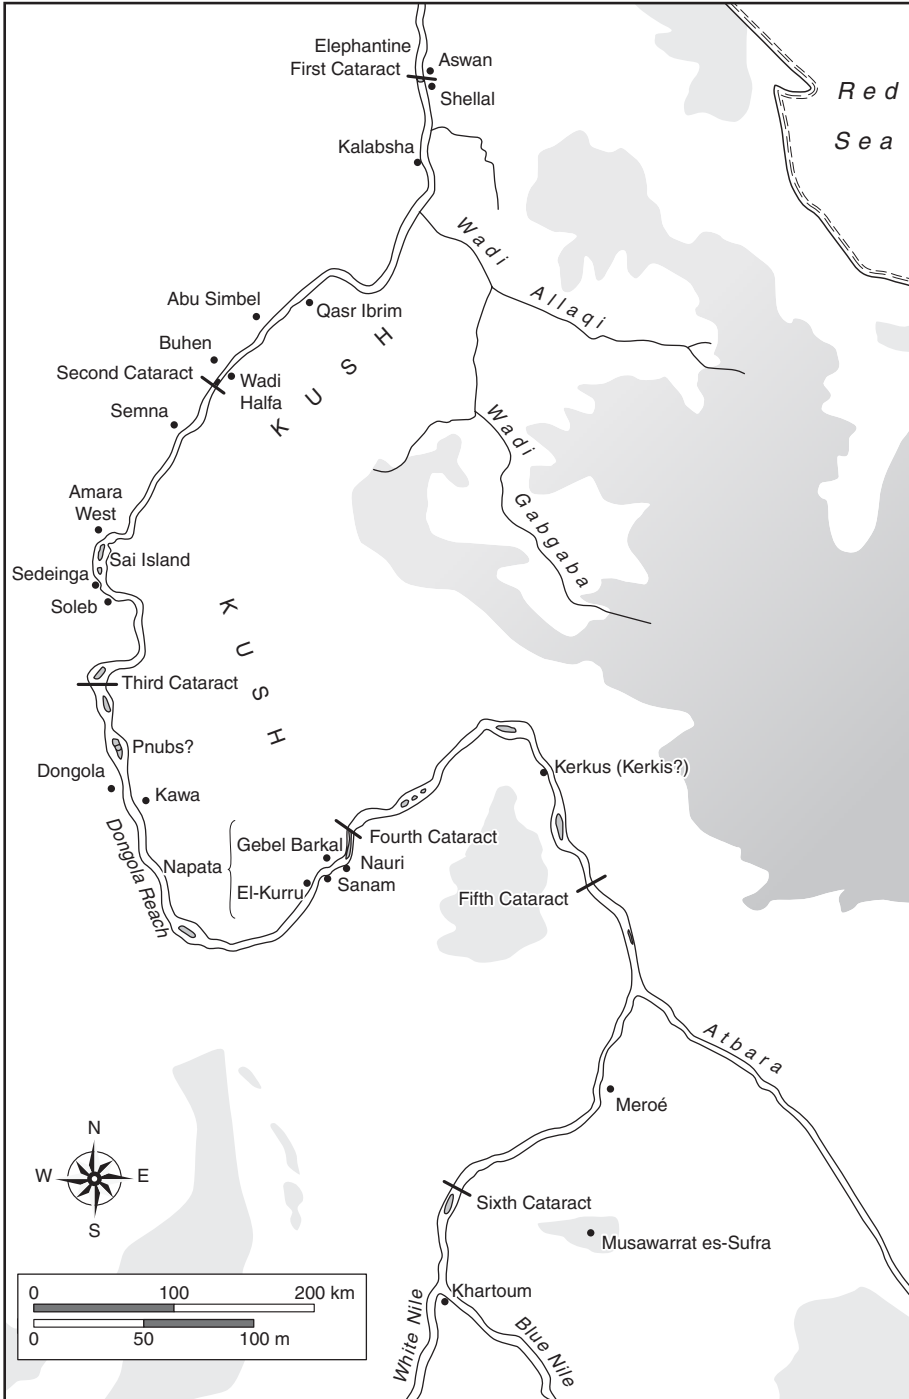 Elephantine
First Cataract
Aswan
Shellal
Red
Sea
Kalabsha
Wadi
Allaqi
Abu Simbel
Qasr Ibrim
Buhen
KUSH
Second Cataract
Wadi
Halfa
Semna
Wadi
Gabgaba
Amara
West
Sai Island
Sedeinga
Soleb
KUSH
Third Cataract
Pnubs?
Dongola
Kawa
Kerkus (Kerkis?)
Dongola Reach
Gebel Barkal
Fourth Cataract
Napata
Nauri
El-Kurru
Sanam
Fifth Cataract
Atbara
Meroé
N
W
E
S
Sixth Cataract
Musawarrat es-Sufra
Khartoum
White Nile
Blue Nile
0 100 200 km
0 50 100 m